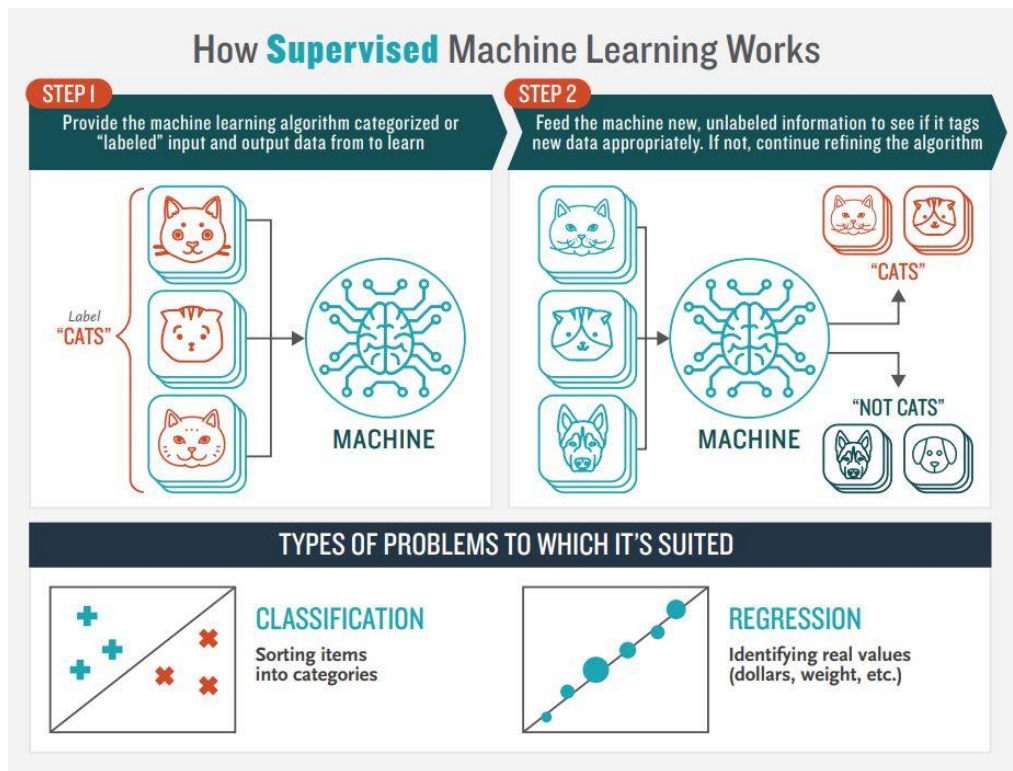 How Supervised Machine Learning Works
STEP 1
Provide the machine learning algorithm categorized or
“labeled” input and output data from to learn
STEP 2
Feed the machine new, unlabeled information to see if it tags
new data appropriately. If not, continue refining the algorithm
Label
“CATS”
MACHINE
MACHINE
“CATS”
“NOT CATS”
TYPES OF PROBLEMS TO WHICH IT’S SUITED
CLASSIFICATION
Sorting items
into categories
REGRESSION
Identifying real values
(dollars, weight, etc.)